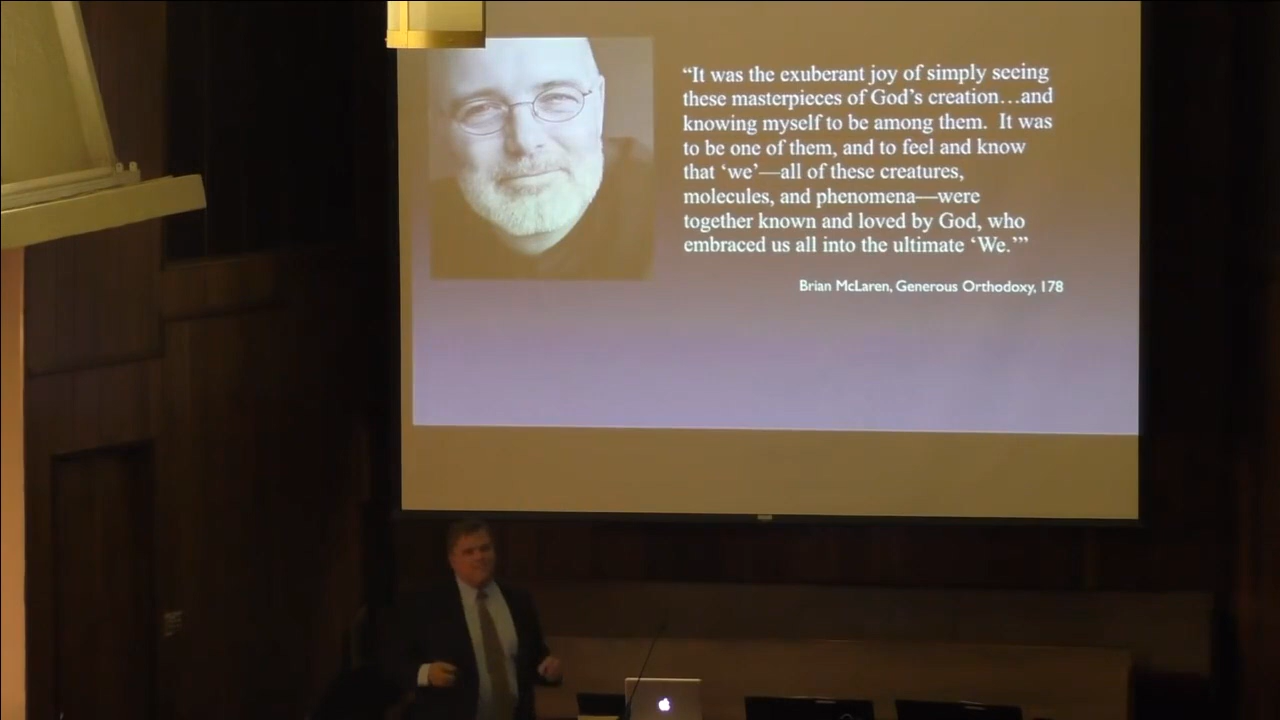 “It was the exuberant joy of simply seeing
these masterpieces of God’s creation…and
knowing myself to be among them.  It was
to be one of them, and to feel and know
that ‘we’—all of these creatures,
molecules, and phenomena—were
together known and loved by God, who
embraced us all into the ultimate ‘We.’”
Brian McLaren, Generous Orthodoxy, 178